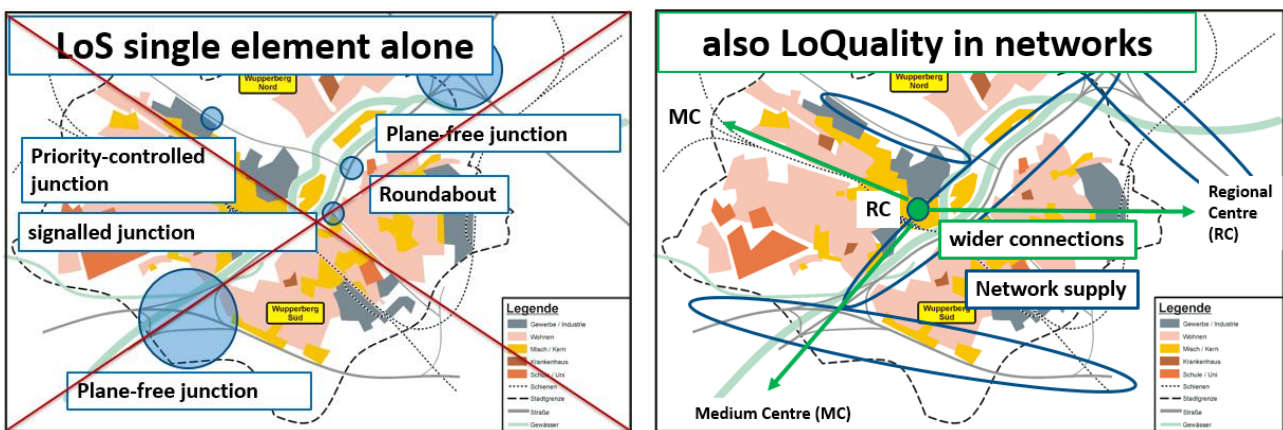 LoS single element alone
Wupperberg
Nord
Plane-free junction
Priority-controlled
junction
Roundabout
signalled junction
Wupperberg
Süd
Plane-free junction
Legende
Gewerbe / Industrie
Wohnen
Misch / Kern
Krankenhaus
Schule / Uni
Schienen
Stadtgrenze
Straße
Gewässer
also LoQuality in networks
Wupperberg
Nord
MC
RC
Regional
Centre
(RC)
wider connections
Network supply
Wupperberg
Süd
Medium Centre (MC)
Legende
Gewerbe / Industrie
Wohnen
Misch / Kern
Krankenhaus
Schule / Uni
Schienen
Stadtgrenze
Straße
Gewässer